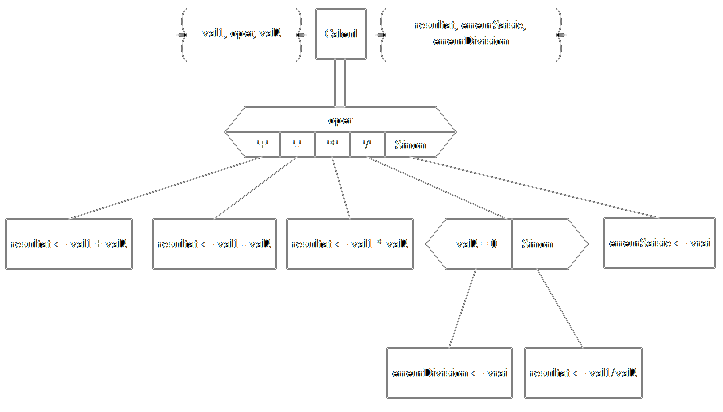 val1, oper, val2
Calcul
resultat, erreurSaisie,
erreurDivision
oper
'+' '-' '*' '/' Sinon
resultat <-- val1 + val2
resultat <-- val1 - val2
resultat <-- val1 * val2
val2 = 0
Sinon
erreurSaisie <-- vrai
erreurDivision <-- vrai
resultat <-- val1/val2